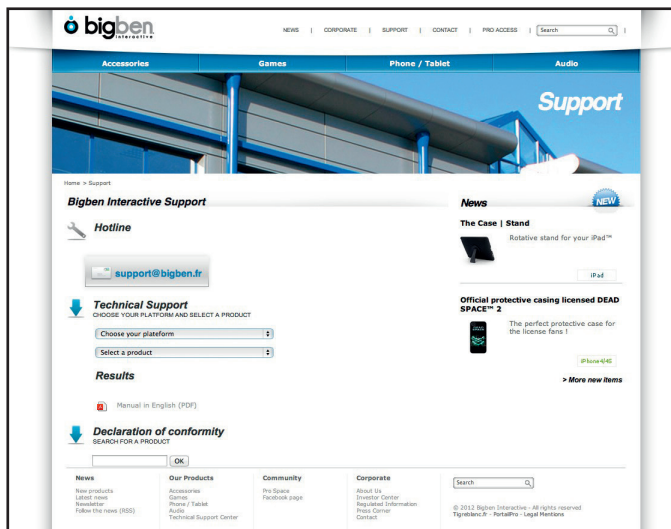 bigben
interactive
NEWS | CORPORATE | SUPPORT | CONTACT | PRO ACCESS | Search |
Accessories Games Phone / Tablet Audio
Support
Home > Support
Bigben Interactive Support
Hotline
support@bigben.fr
Technical Support
CHOOSE YOUR PLATFORM AND SELECT A PRODUCT
Choose your plateform
Select a product
Results
Manual in English (PDF)
Declaration of conformity
SEARCH FOR A PRODUCT
OK
News
NEW
The Case | Stand
Rotative stand for your iPad™
iPad
Official protective casing licensed DEAD
SPACE™ 2
The perfect protective case for
the license fans !
iPhone 4/4S
> More new items
News
New products
Latest news
Newsletter
Follow the news (RSS)
Our Products
Accessories
Games
Phone / Tablet
Audio
Technical Support Center
Community
Pro Space
Facebook page
Corporate
About Us
Investor Center
Regulated Information
Press Corner
Contact
Search
© 2012 Bigben Interactive - All rights reserved
Tigreblanc.fr - PortailPro - Legal Mentions